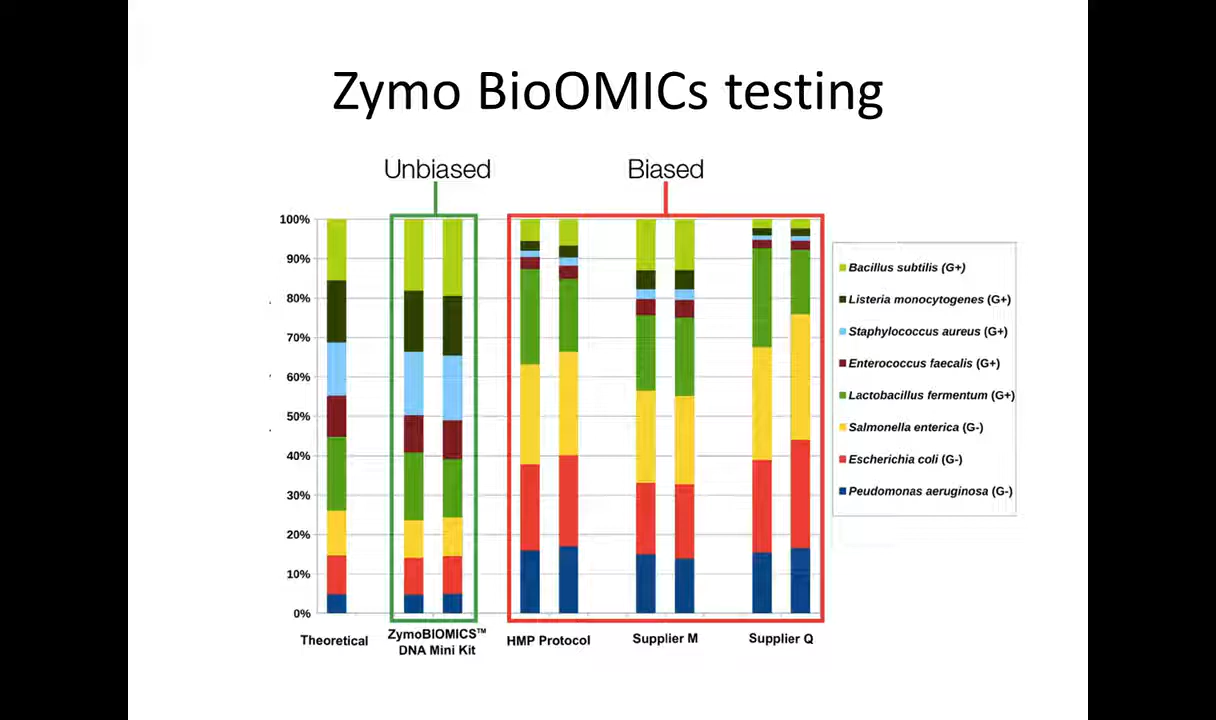 Zymo BioOMICs testing
Unbiased
Biased
100%
90%
80%
70%
60%
50%
40%
30%
20%
10%
0%
Theoretical
ZymoBIOMICS™
DNA Mini Kit
HMP Protocol
Supplier M
Supplier Q
Bacillus subtilis (G+)
Listeria monocytogenes (G+)
Staphylococcus aureus (G+)
Enterococcus faecalis (G+)
Lactobacillus fermentum (G+)
Salmonella enterica (G-)
Escherichia coli (G-)
Peudomonas aeruginosa (G-)